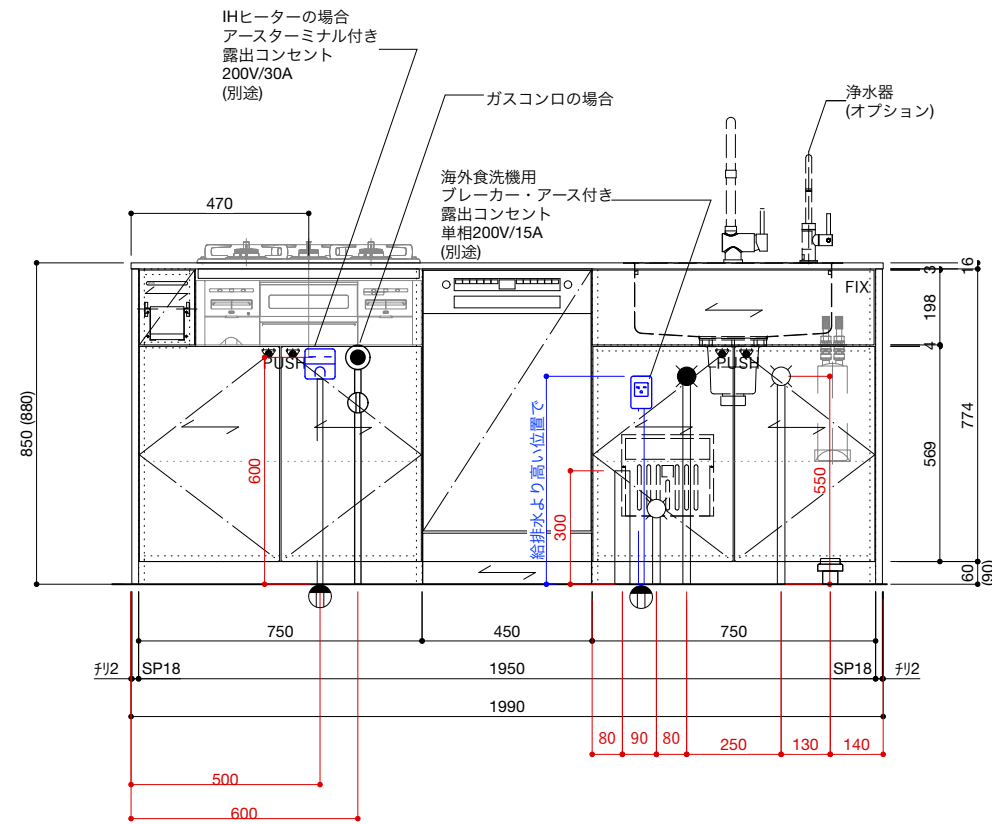 IHヒーターの場合
アースターミナル付き
露出コンセント
200V/30A
(別途)
ガスコンロの場合
浄水器
(オプション)
海外食洗機用
ブレーカー・アース付き
露出コンセント
単相200V/15A
(別途)
470
16
3
FIX
198
4
PUSH
PUSH
850 (880)
774
569
給排水より高い位置で
600
550
300
60
(90)
750
450
750
チリ2
SP18
1950
SP18
チリ2
1990
80
90
80
250
130
140
500
600